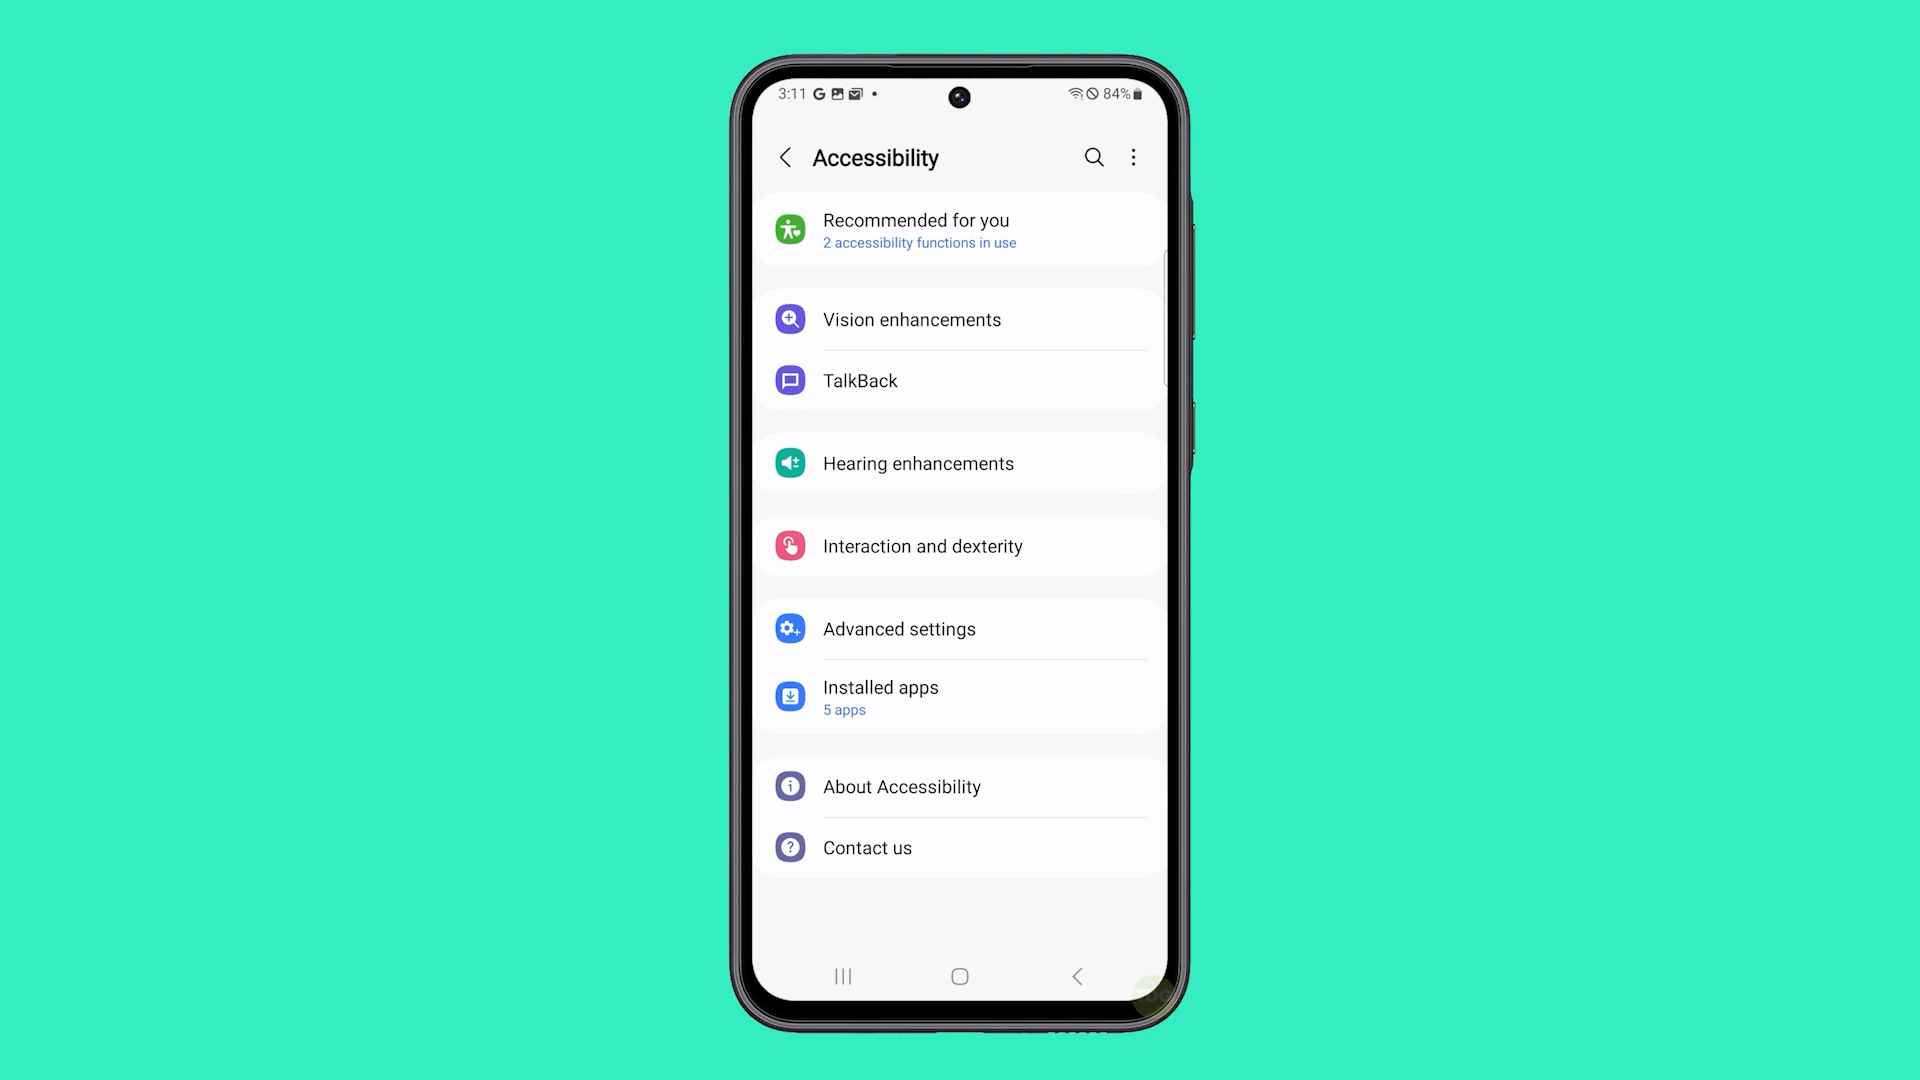 3:11
84%
Accessibility
Recommended for you
2 accessibility functions in use
Vision enhancements
TalkBack
Hearing enhancements
Interaction and dexterity
Advanced settings
Installed apps
5 apps
About Accessibility
Contact us